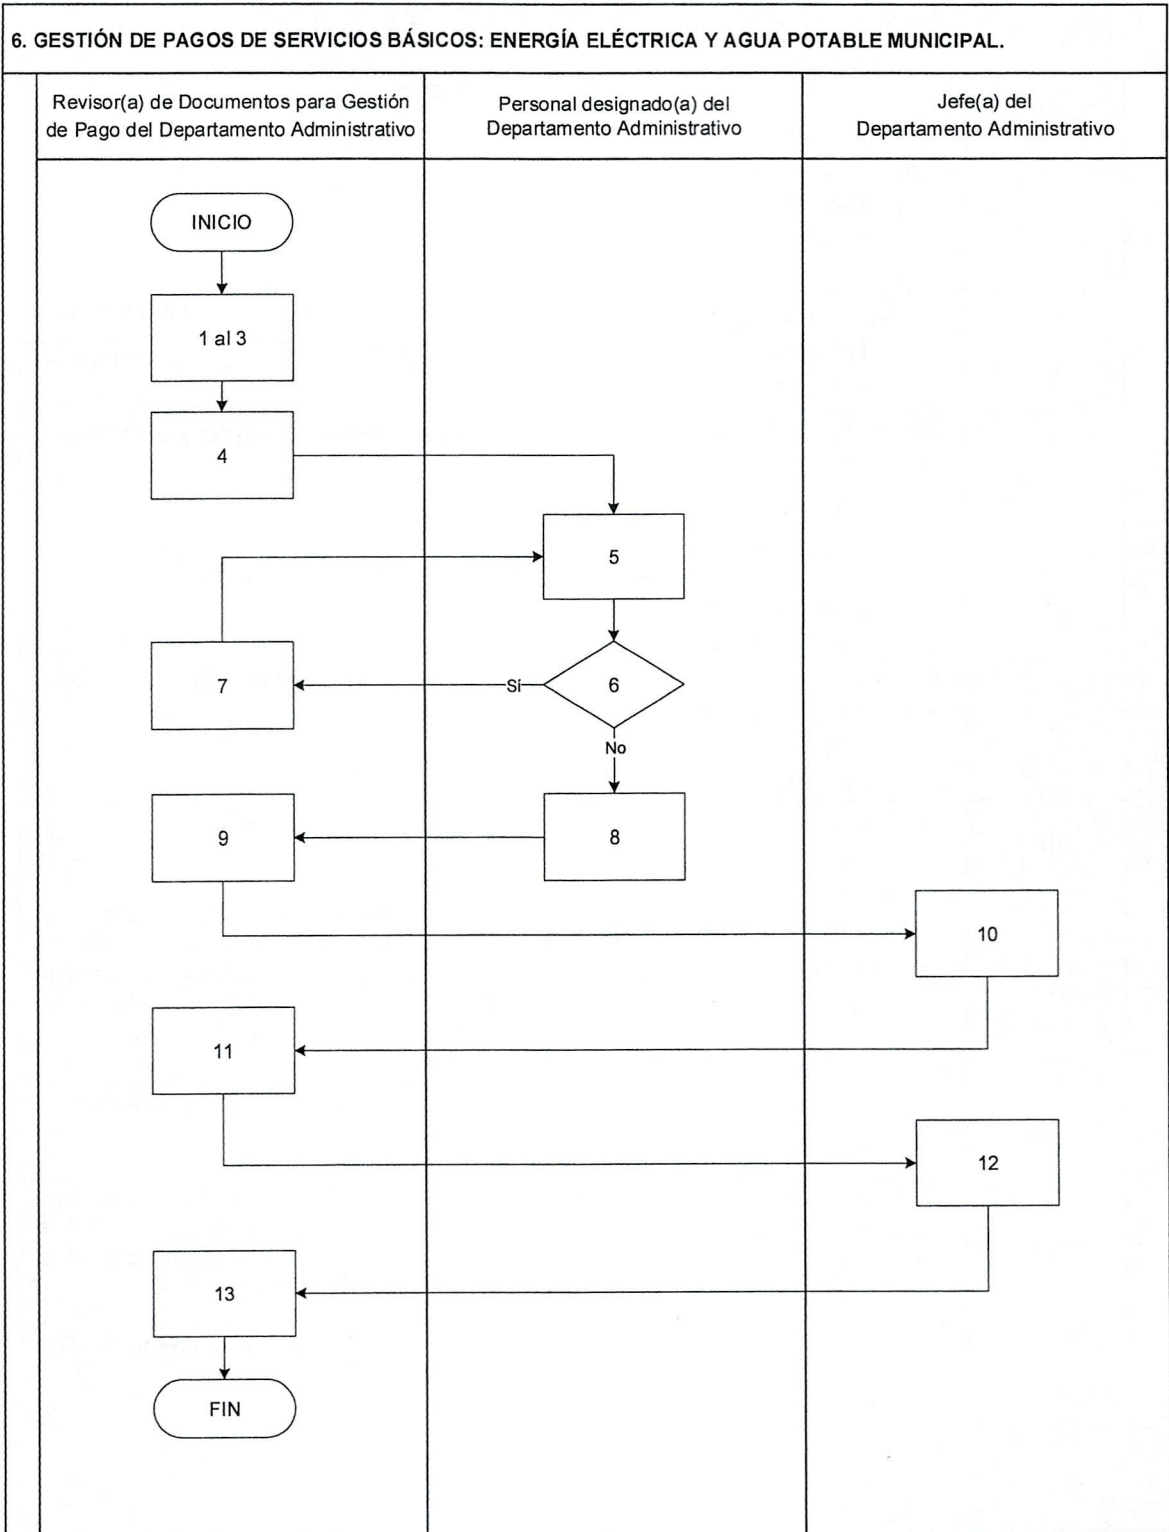 6. GESTIÓN DE PAGOS DE SERVICIOS BÁSICOS: ENERGÍA ELÉCTRICA Y AGUA POTABLE MUNICIPAL.
Revisor(a) de Documentos para Gestión
de Pago del Departamento Administrativo
Personal designado(a) del
Departamento Administrativo
Jefe(a) del
Departamento Administrativo
INICIO
1 al 3
4
5
6
Sí
7
No
8
9
10
11
12
13
FIN